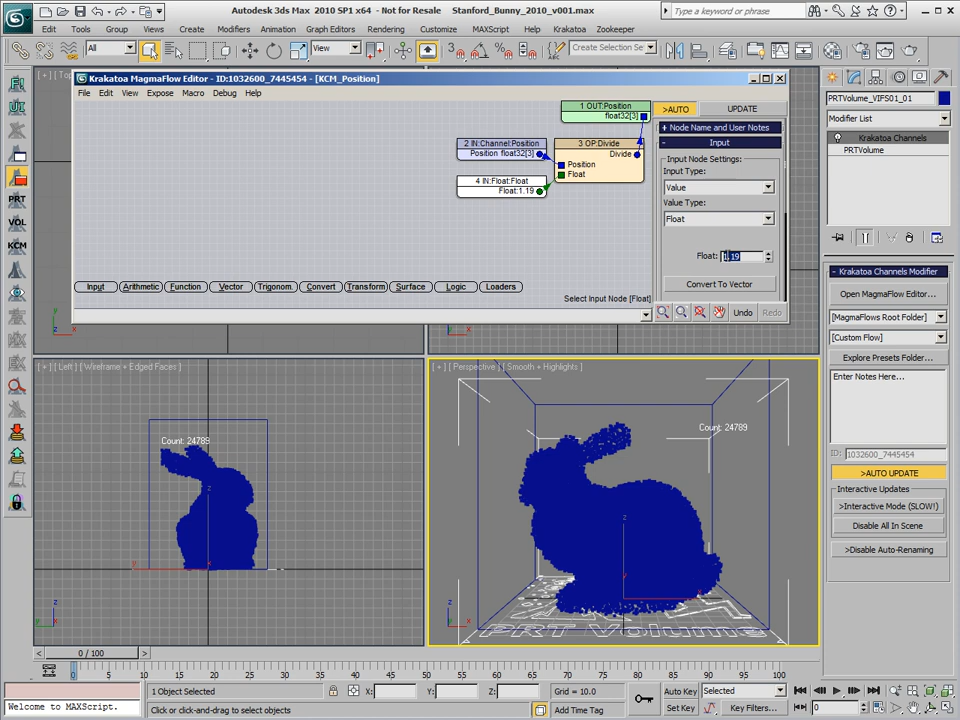 Autodesk 3ds Max 2010 SP1 x64 - Not for Resale Stanford_Bunny_2010_v001.max
Type a keyword or phrase
Edit Tools Group Views Create Modifiers Animation Graph Editors Rendering Customize MAXScript Help Krakatoa Zookeeper
All
View
Create Selection Se
Krakatoa MagmaFlow Editor - ID:1032600_7445454 - [KCM_Position]
File Edit View Expose Macro Debug Help
1 OUT:Position
float32[3]
2 IN:Channel:Position
Position float32[3]
3 OP:Divide
Divide
Position
Float
4 IN:Float:Float
Float:1.19
>AUTO UPDATE
+ Node Name and User Notes
- Input
Input Node Settings:
Input Type:
Value
Value Type:
Float
Float: 1.19
Convert To Vector
Input Arithmetic Function Vector Trigonom. Convert Transform Surface Logic Loaders
Select Input Node [Float]
Undo Redo
PRT
VOL
KCM
PRTVolume_VIFS01_01
Modifier List
Krakatoa Channels
PRTVolume
- Krakatoa Channels Modifier
Open MagmaFlow Editor...
[MagmaFlows Root Folder]
[Custom Flow]
Explore Presets Folder...
Enter Notes Here...
ID: 1032600_7445454
>AUTO UPDATE
Interactive Updates
>Interactive Mode (SLOW!)
Disable All In Scene
>Disable Auto-Renaming
[ + ] [ Left ] [ Wireframe + Edged Faces ]
Count: 24789
[ + ] [ Perspective ] [ Smooth + Highlights ]
Count: 24789
PRT Volume
0 / 100
0 5 10 15 20 25 30 35 40 45 50 55 60 65 70 75 80 85 90 95 100
1 Object Selected
X: Y: Z:
Grid = 10.0
Auto Key Selected
Welcome to MAXScript.
Click or click-and-drag to select objects
Add Time Tag
Set Key Key Filters...
0